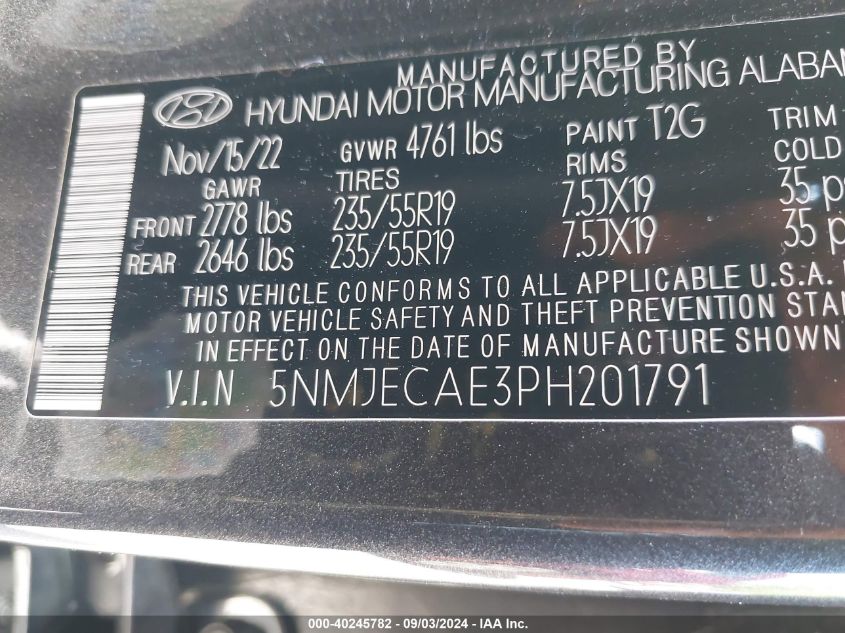 MANUFACTURED BY
HYUNDAI MOTOR MANUFACTURING
Nov/15/22 GVWR 4761 lbs PAINT T2G TRIM
GAWR TIRES RIMS COLD
FRONT 2778 lbs 235/55R19 7.5JX19 35
REAR 2646 lbs 235/55R19 7.5JX19 35
THIS VEHICLE CONFORMS TO ALL APPLICABLE U.S.A.
MOTOR VEHICLE SAFETY AND THEFT PREVENTION
IN EFFECT ON THE DATE OF MANUFACTURE SHOWN
V.I.N 5NMJECAE3PH201791
000-40245782 - 09/03/2024 - IAA Inc.